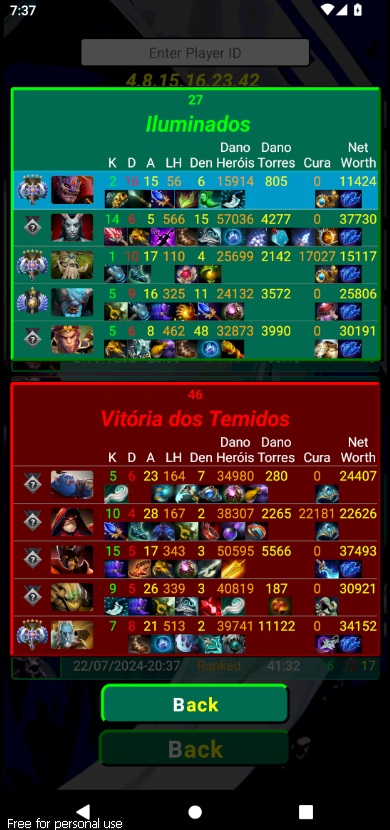 7:37
Enter Player ID
4.8.15.16.23.42
27
Iluminados
K D A LH Den Dano Heróis Dano Torres Cura Net Worth
2 16 15 56 6 15914 805 0 11424
14 6 5 566 15 57036 4277 0 37730
1 10 17 110 4 25699 2142 17027 15117
5 9 16 325 11 24132 3572 0 25806
5 6 8 462 48 32873 3990 0 30191
46
Vitória dos Temidos
K D A LH Den Dano Heróis Dano Torres Cura Net Worth
5 6 23 164 7 34980 280 0 24407
10 4 28 167 2 38307 2265 22181 22626
15 5 17 343 3 50595 5566 0 37493
9 5 26 339 3 40819 187 0 30921
7 8 21 513 2 39741 11122 0 34152
22/07/2024-20:37 Ranked 41:32 6 17
Back
Back
Free for personal use